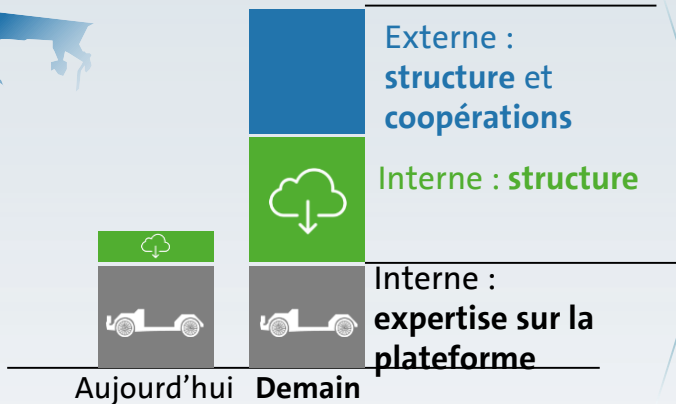 Externe :
structure et
coopérations
Interne : structure
Interne :
expertise sur la
plateforme
Aujourd’hui Demain